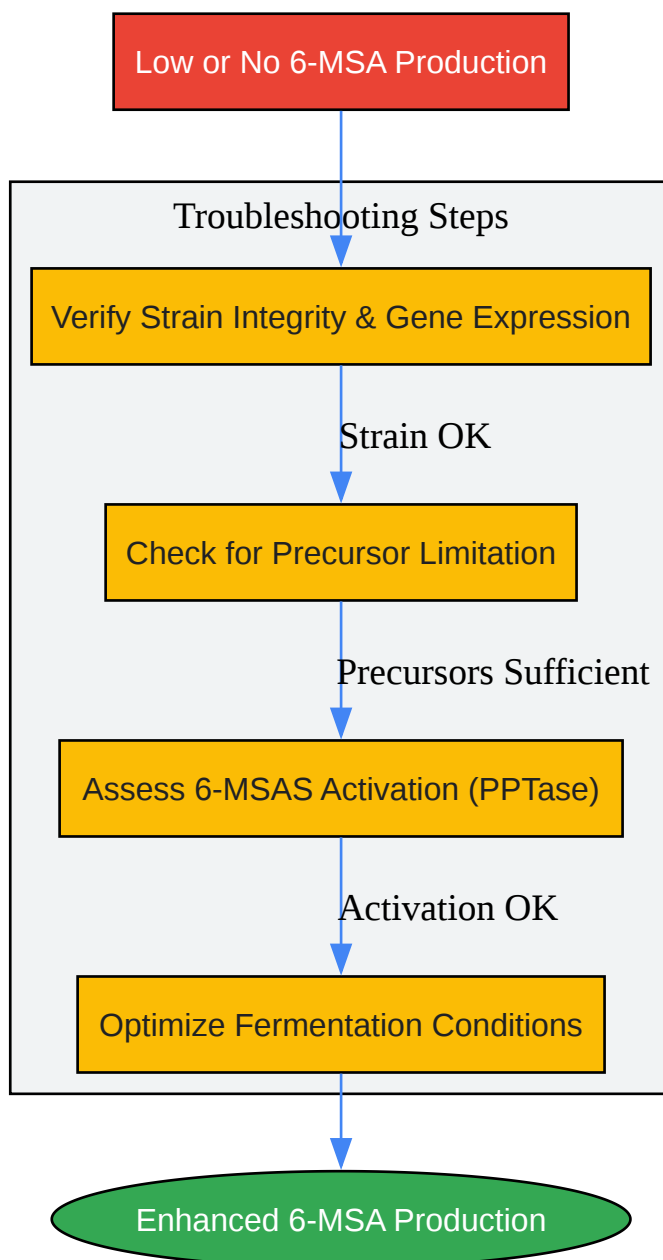 Low or No 6-MSA Production
Troubleshooting Steps
Verify Strain Integrity & Gene Expression
Strain OK
Check for Precursor Limitation
Precursors Sufficient
Assess 6-MSAS Activation (PPTase)
Activation OK
Optimize Fermentation Conditions
Enhanced 6-MSA Production